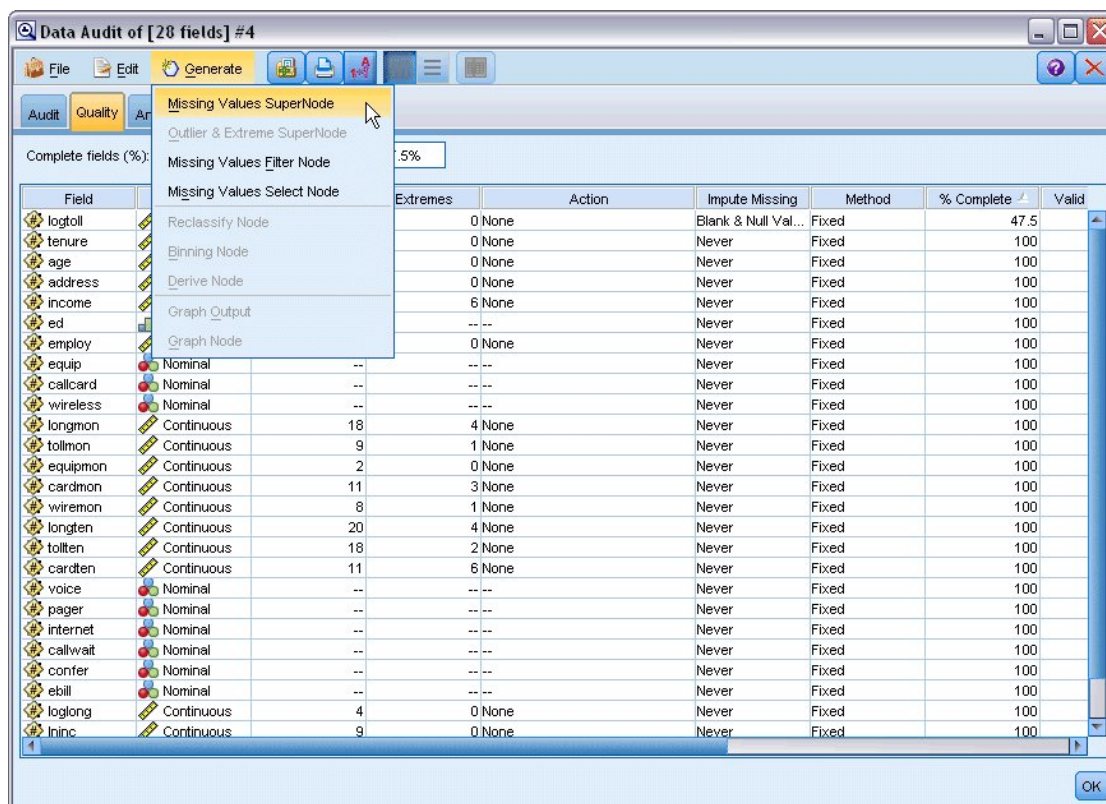 Data Audit of [28 fields] #4
File Edit Generate
Audit Quality An
Missing Values SuperNode
Outlier & Extreme SuperNode
Missing Values Filter Node
Missing Values Select Node
Reclassify Node
Binning Node
Derive Node
Graph Output
Graph Node
Complete fields (%): .5%
Field Extremes Action Impute Missing Method % Complete Valid
logtoll 0 None Blank & Null Val... Fixed 47.5
tenure 0 None Never Fixed 100
age 0 None Never Fixed 100
address 0 None Never Fixed 100
income 6 None Never Fixed 100
ed -- -- Never Fixed 100
employ 0 None Never Fixed 100
equip Nominal -- -- -- Never Fixed 100
callcard Nominal -- -- -- Never Fixed 100
wireless Nominal -- -- -- Never Fixed 100
longmon Continuous 18 4 None Never Fixed 100
tollmon Continuous 9 1 None Never Fixed 100
equipmon Continuous 2 0 None Never Fixed 100
cardmon Continuous 11 3 None Never Fixed 100
wiremon Continuous 8 1 None Never Fixed 100
longten Continuous 20 4 None Never Fixed 100
tollten Continuous 18 2 None Never Fixed 100
cardten Continuous 11 6 None Never Fixed 100
voice Nominal -- -- -- Never Fixed 100
pager Nominal -- -- -- Never Fixed 100
internet Nominal -- -- -- Never Fixed 100
callwait Nominal -- -- -- Never Fixed 100
confer Nominal -- -- -- Never Fixed 100
ebill Nominal -- -- -- Never Fixed 100
loglong Continuous 4 0 None Never Fixed 100
lninc Continuous 9 0 None Never Fixed 100
OK